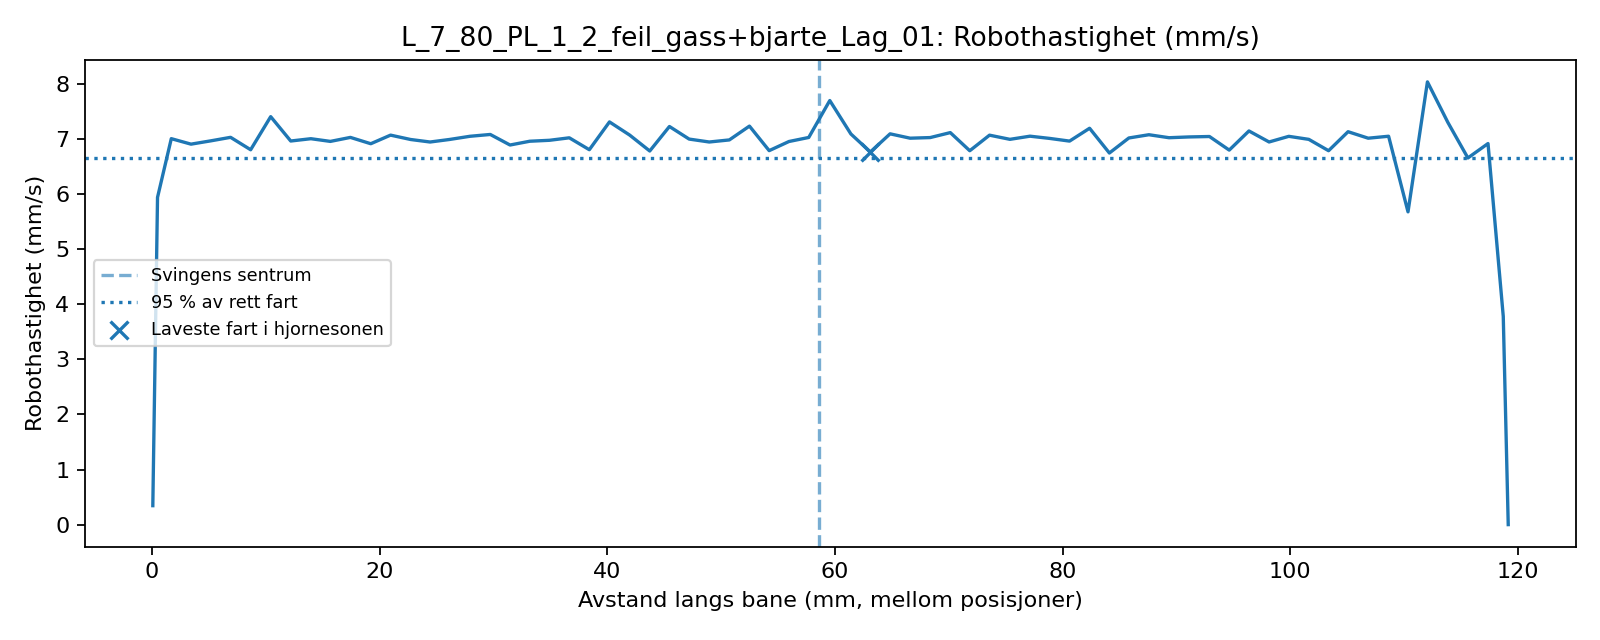 L_7_80_PL_1_2_feil_gass+bjarte_Lag_01: Robothastighet (mm/s)
Robothastighet (mm/s)
8
7
6
5
4
3
2
1
0
Svingens sentrum
95 % av rett fart
Laveste fart i hjornesonen
0 20 40 60 80 100 120
Avstand langs bane (mm, mellom posisjoner)